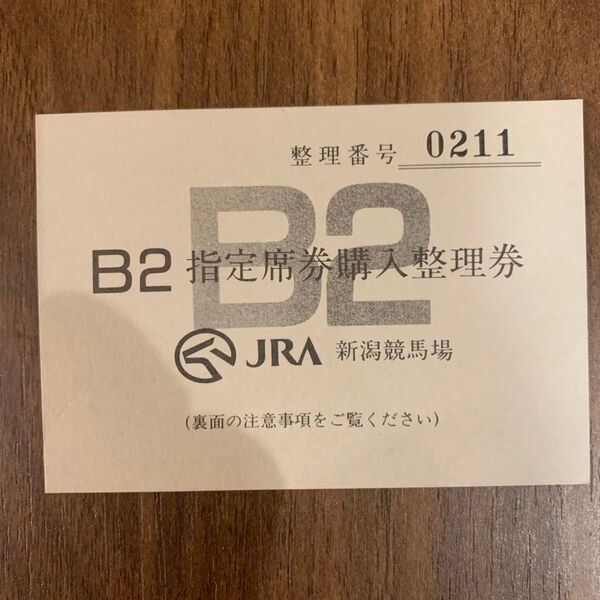 整理番号 0211
B2
B2 指定席券購入整理券
JRA 新潟競馬場
(裏面の注意事項をご覧ください)